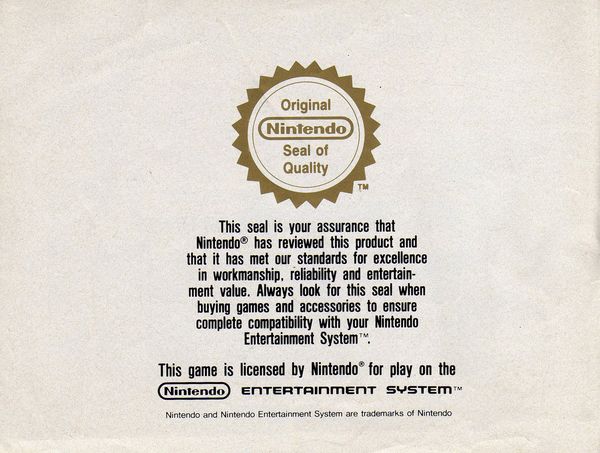 Original
Nintendo
Seal of
Quality
TM
This seal is your assurance that
Nintendo® has reviewed this product and
that it has met our standards for excellence
in workmanship, reliability and entertain-
ment value. Always look for this seal when
buying games and accessories to ensure
complete compatibility with your Nintendo
Entertainment System™.
This game is licensed by Nintendo® for play on the
Nintendo ENTERTAINMENT SYSTEM™
Nintendo and Nintendo Entertainment System are trademarks of Nintendo